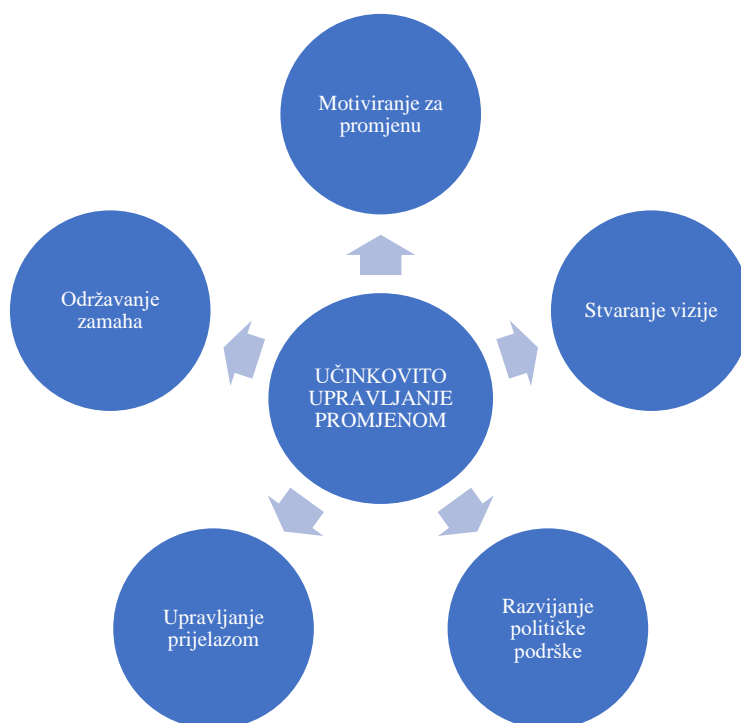 Motiviranje za
promjenu
Održavanje
zamaha
Stvaranje vizije
UČINKOVITO
UPRAVLJANJE
PROMJENOM
Upravljanje
prijelazom
Razvijanje
političke
podrške